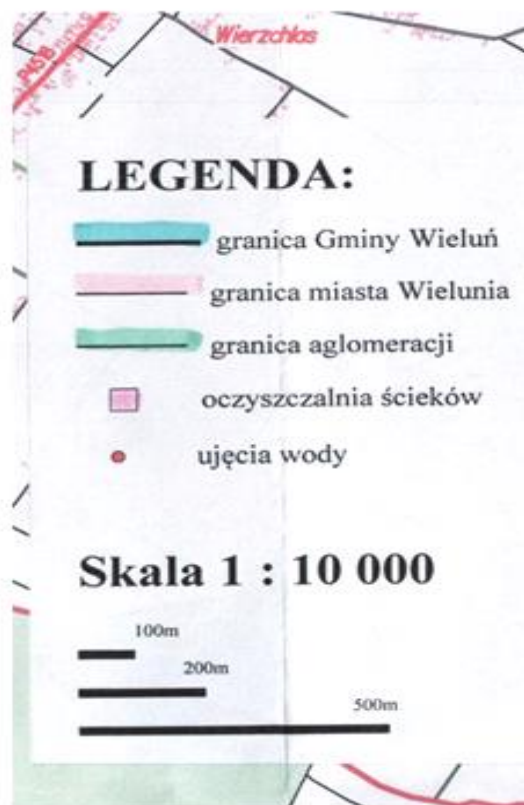 Wierzchlas
P45B
LEGENDA:
granica Gminy Wieluń
granica miasta Wielunia
granica aglomeracji
oczyszczalnia ścieków
ujęcia wody
Skala 1 : 10 000
100m
200m
500m